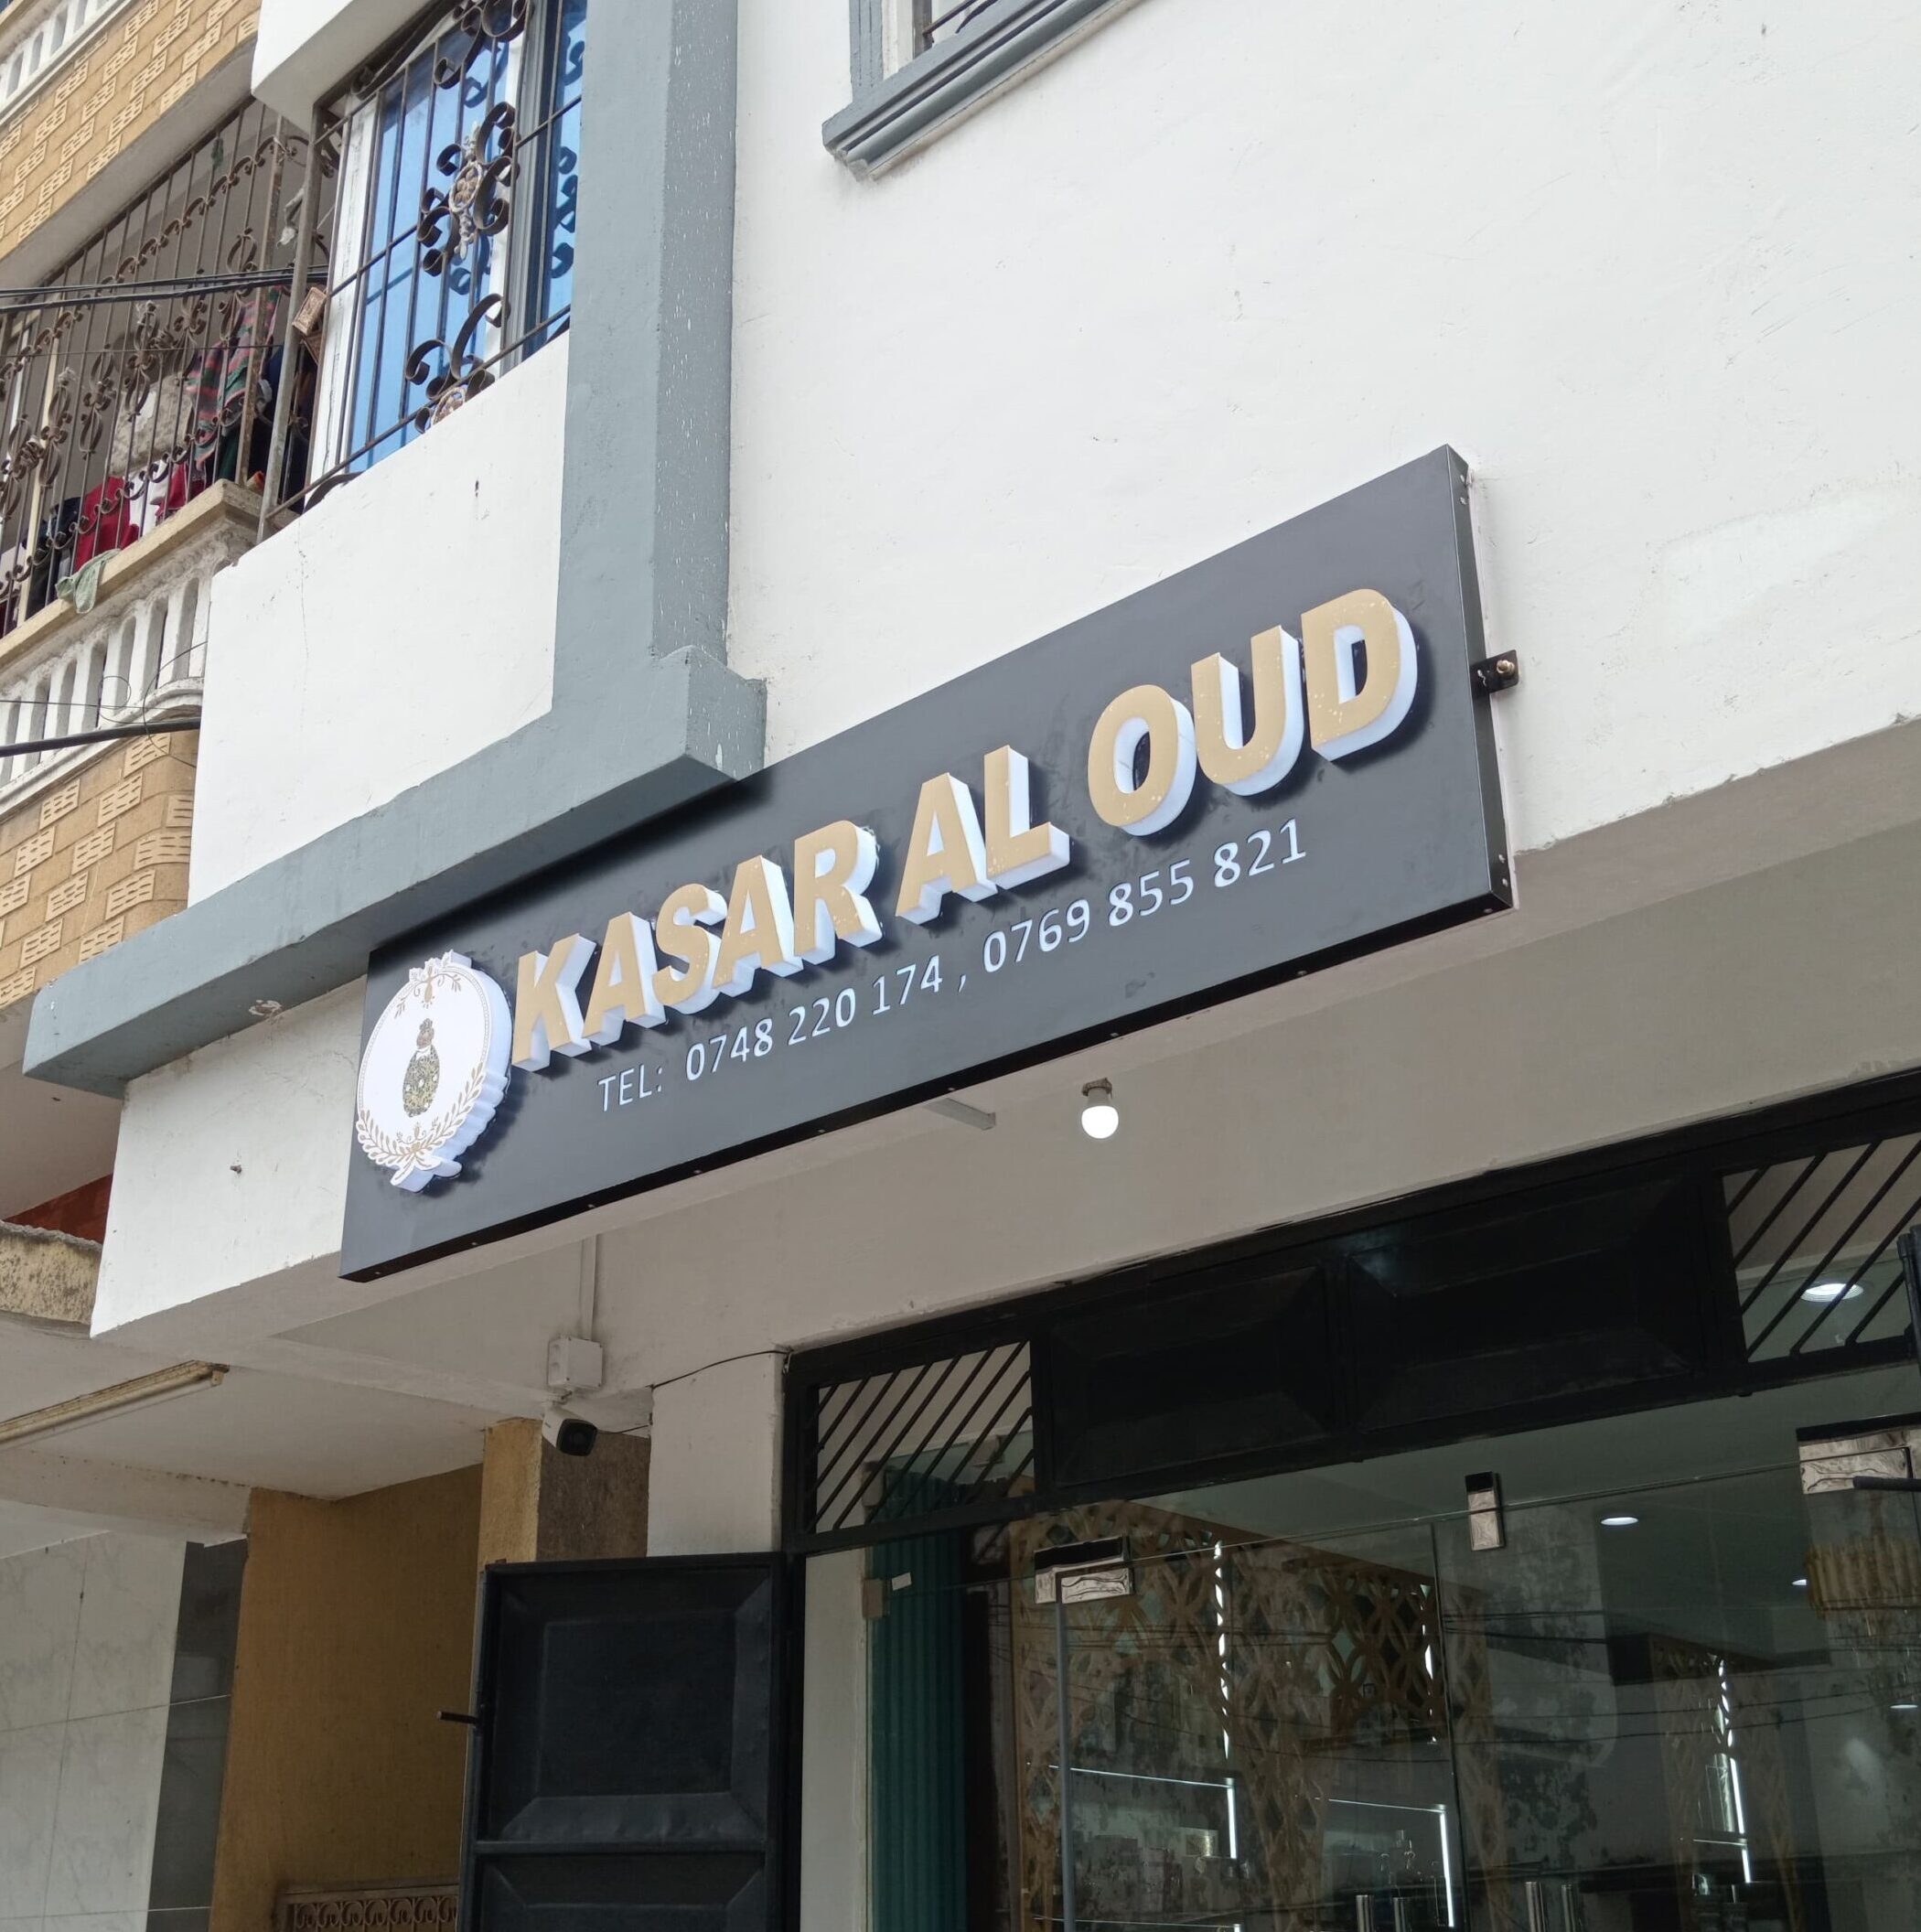 KASAR AL OUD
TEL: 0748 220 174 , 0769 855 821